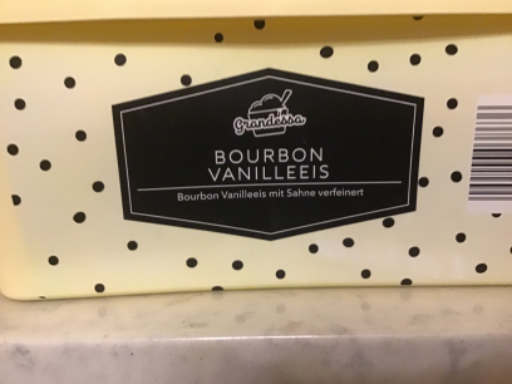 Grandessa
BOURBON
VANILLEEIS
Bourbon Vanilleeis mit Sahne verfeinert